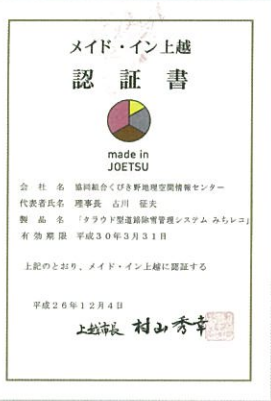 メイド・イン上越
認証書
made in
JOETSU
会社名 協同組合くびき野地理空間情報センター
代表者氏名 理事長 古川 征夫
製品名 「クラウド型道路除雪管理システム みちレコ」
有効期限 平成30年3月31日
上記のとおり、メイド・イン上越に認証する
平成26年12月4日
上越市長 村山秀幸